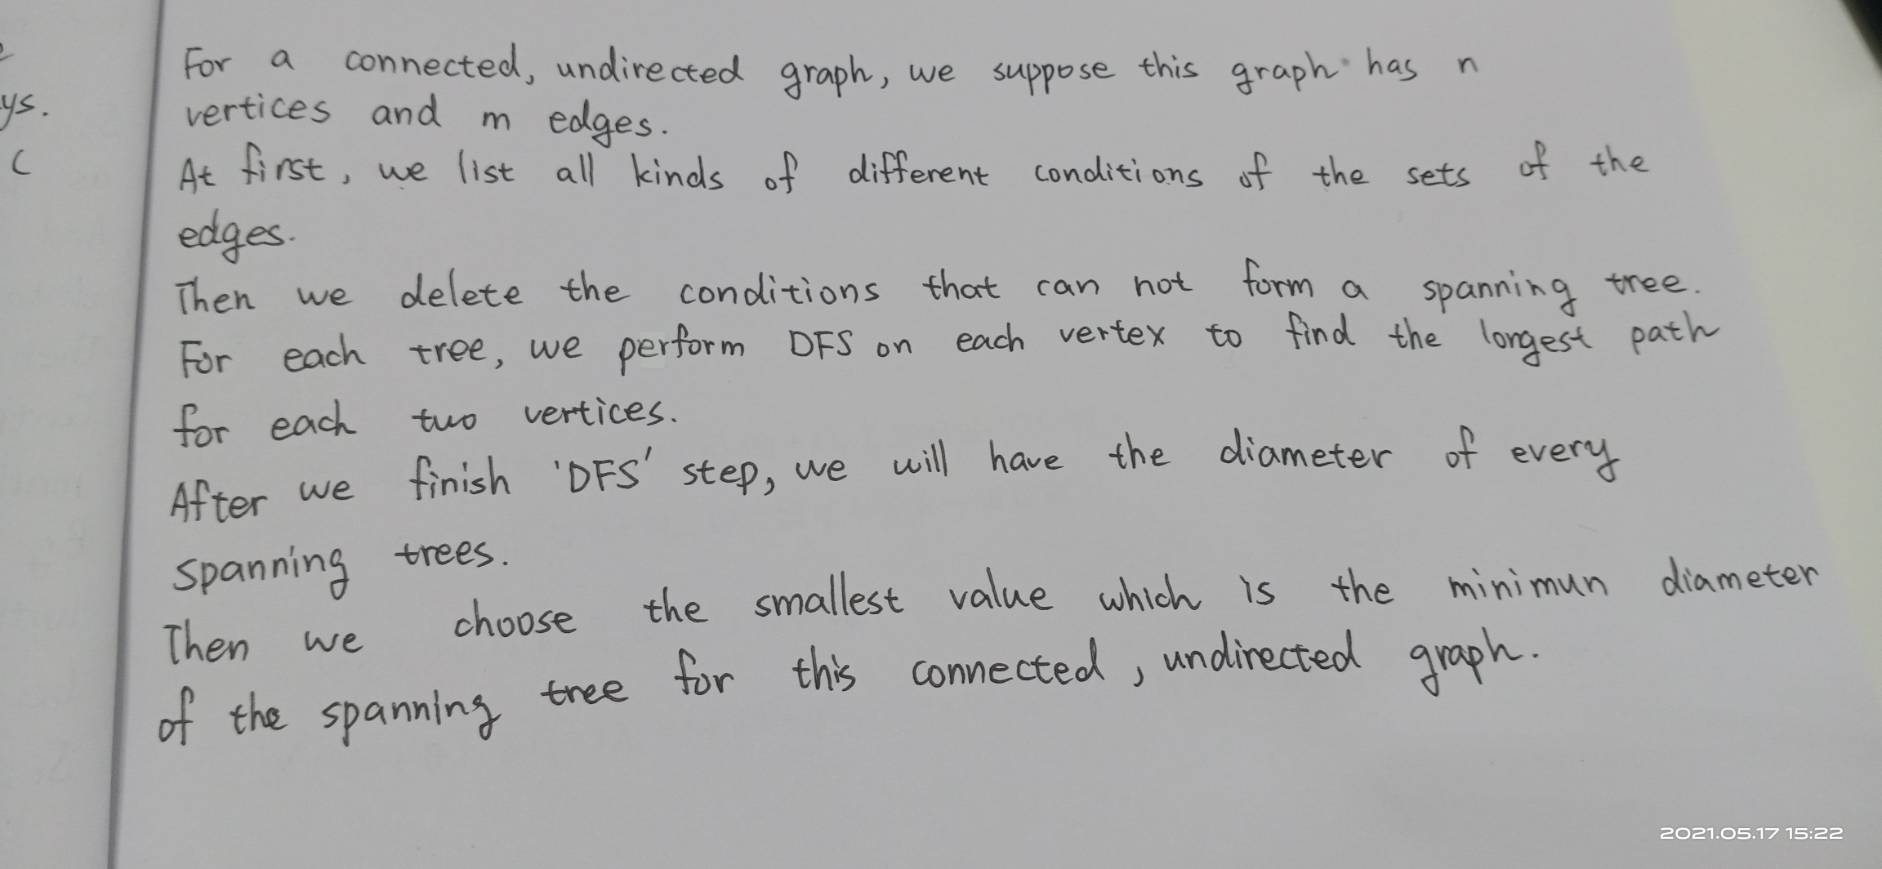 ys.
(
For a connected, undirected graph, we suppose this graph has n
vertices and m edges.
At first, we list all kinds of different conditions of the sets of the
edges.
Then we delete the conditions that can not form a spanning tree.
For each tree, we perform DFS on each vertex to find the longest path
for each two vertices.
After we finish 'DFS' step, we will have the diameter of every
spanning trees.
Then we choose the smallest value which is the minimun diameter
of the spanning tree for this connected, undirected graph.
2021.05.17 15:22